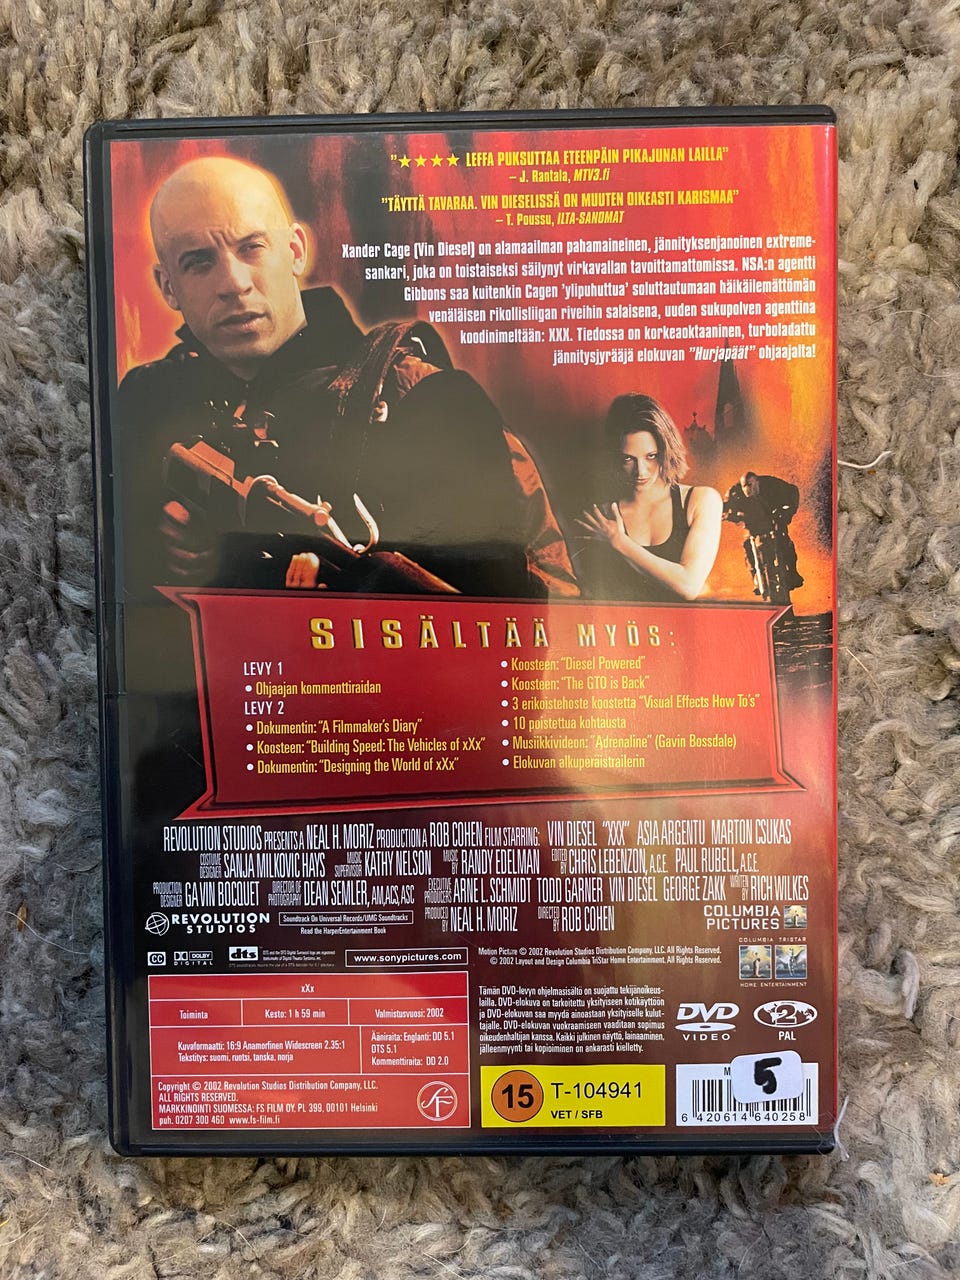 "★★★★ LEFFA PUKSUTTAA ETEENPÄIN PIKAJUNAN LAILLA"
– J. Rantala, MTV3.fi
"TÄYTTÄ TAVARAA. VIN DIESELISSÄ ON MUUTEN OIKEASTI KARISMAA"
– T. Poussu, ILTA-SANOMAT
Xander Cage (Vin Diesel) on alamaailman pahamaineinen, jännityksenjanoinen extreme-
sankari, joka on toistaiseksi säilynyt virkavallan tavoittamattomissa. NSA:n agentti
Gibbons saa kuitenkin Cagen 'ylipuhuttua' soluttautumaan häikäilemättömän
venäläisen rikollisliigan riveihin salaisena, uuden sukupolven agenttina
koodinimeltään: XXX. Tiedossa on korkeaoktaaninen, turboladattu
jännitysjyrääjä elokuvan "Hurjapäät" ohjaajalta!
SISÄLTÄÄ MYÖS:
LEVY 1
• Ohjaajan kommenttiraidan
LEVY 2
• Dokumentin: "A Filmmaker's Diary"
• Koosteen: "Building Speed: The Vehicles of xXx"
• Dokumentin: "Designing the World of xXx"
• Koosteen: "Diesel Powered"
• Koosteen: "The GTO is Back"
• 3 erikoistehoste koostetta "Visual Effects How To's"
• 10 poistettua kohtausta
• Musiikkivideon: "Adrenaline" (Gavin Bossdale)
• Elokuvan alkuperäistrailerin
REVOLUTION STUDIOS PRESENTS A NEAL H. MORIZ PRODUCTION A ROB COHEN FILM STARRING: VIN DIESEL "XXX" ASIA ARGENTU MARTON CSUKAS
COSTUME DESIGNER SANJA MILKOVIC HAYS MUSIC SUPERVISOR KATHY NELSON MUSIC BY RANDY EDELMAN EDITED BY CHRIS LEBENZON, A.C.E. PAUL RUBELL, A.C.E.
PRODUCTION DESIGNER GAVIN BOCQUET DIRECTOR OF PHOTOGRAPHY DEAN SEMLER, AM, ACS, ASC EXECUTIVE PRODUCERS ARNE L. SCHMIDT TODD GARNER VIN DIESEL GEORGE ZAKK WRITTEN BY RICH WILKES
REVOLUTION STUDIOS
Soundtrack On Universal Records/UMG Soundtracks
Read the HarperEntertainment Book
PRODUCED BY NEAL H. MORIZ DIRECTED BY ROB COHEN
COLUMBIA PICTURES
COLUMBIA TRISTAR
HOME ENTERTAINMENT
CC
DOLBY DIGITAL
dts
www.sonypictures.com
Motion Picture © 2002 Revolution Studios Distribution Company, LLC. All Rights Reserved.
© 2002 Layout and Design Columbia TriStar Home Entertainment. All Rights Reserved.
xXx
Toiminta
Kesto: 1 h 59 min
Valmistusvuosi: 2002
Kuvaformaatti: 16:9 Anamorfinen Widescreen 2.35:1
Tekstitys: suomi, ruotsi, tanska, norja
Ääniraita: Englanti: DD 5.1
DTS 5.1
Kommenttiraita: DD 2.0
Copyright © 2002 Revolution Studios Distribution Company, LLC.
ALL RIGHTS RESERVED.
MARKKINOINTI SUOMESSA: FS FILM OY, PL 399, 00101 Helsinki
puh. 0207 300 460 www.fs-film.fi
SF
Tämän DVD-levyn ohjelmasisältö on suojattu tekijänoikeus-
lailla. DVD-elokuva on tarkoitettu yksityiseen kotikäyttöön
ja DVD-elokuvan saa myydä ainoastaan yksityiselle kulut-
tajalle. DVD-elokuvan vuokraamiseen vaaditaan sopimus
oikeudenhaltijan kanssa. Kaikki julkinen näyttö, lainaaminen,
jälleenmyynti tai kopioiminen on ankarasti kielletty.
DVD
VIDEO
2
PAL
15
T-104941
VET / SFB
5
6 420614 640258